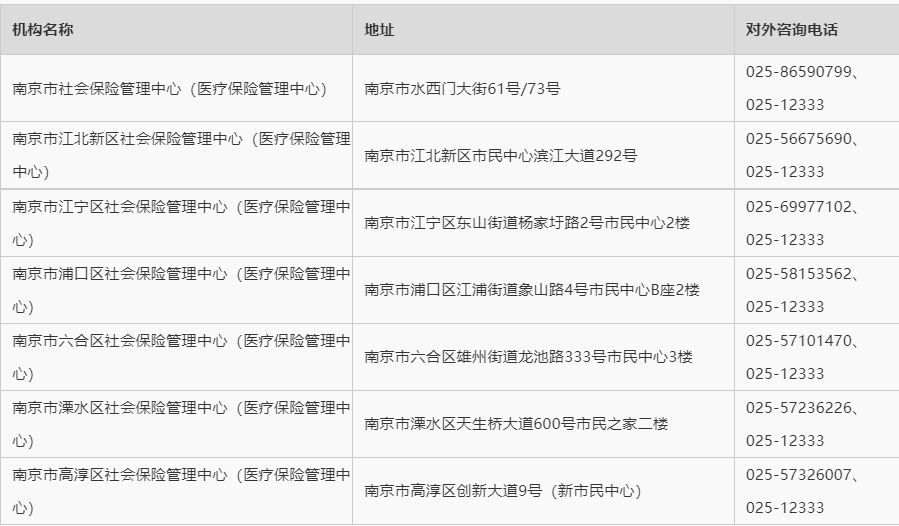 机构名称
地址
对外咨询电话
南京市社会保险管理中心（医疗保险管理中心）
南京市水西门大街61号/73号
025-86590799、
025-12333
南京市江北新区社会保险管理中心（医疗保险管理
中心）
南京市江北新区市民中心滨江大道292号
025-56675690、
025-12333
南京市江宁区社会保险管理中心（医疗保险管理中
心）
南京市江宁区东山街道杨家圩路2号市民中心2楼
025-69977102、
025-12333
南京市浦口区社会保险管理中心（医疗保险管理中
心）
南京市浦口区江浦街道象山路4号市民中心B座2楼
025-58153562、
025-12333
南京市六合区社会保险管理中心（医疗保险管理中
心）
南京市六合区雄州街道龙池路333号市民中心3楼
025-57101470、
025-12333
南京市溧水区社会保险管理中心（医疗保险管理中
心）
南京市溧水区天生桥大道600号市民之家二楼
025-57236226、
025-12333
南京市高淳区社会保险管理中心（医疗保险管理中
心）
南京市高淳区创新大道9号（新市民中心）
025-57326007、
025-12333